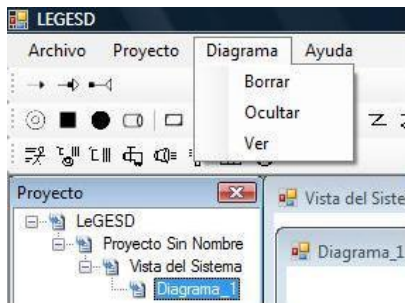 LEGESD
Archivo Proyecto Diagrama Ayuda
Borrar
Ocultar
Ver
Proyecto
Vista del Siste
LeGESD
Proyecto Sin Nombre
Diagrama_1
Vista del Sistema
Diagrama_1